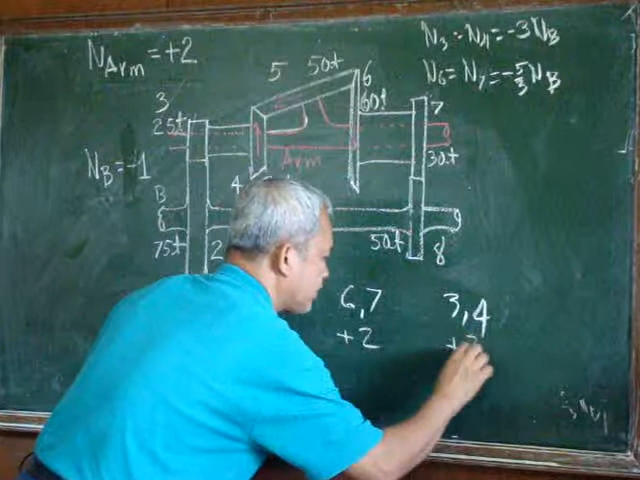 N Arm = +2
N3 = N4 = -3NB
N6 = N7 = -5/3 NB
5
50t
6
3
60t
7
25t
Arm
30t
NB = -1
4
B
75t
2
50t
8
6,7
3,4
+2